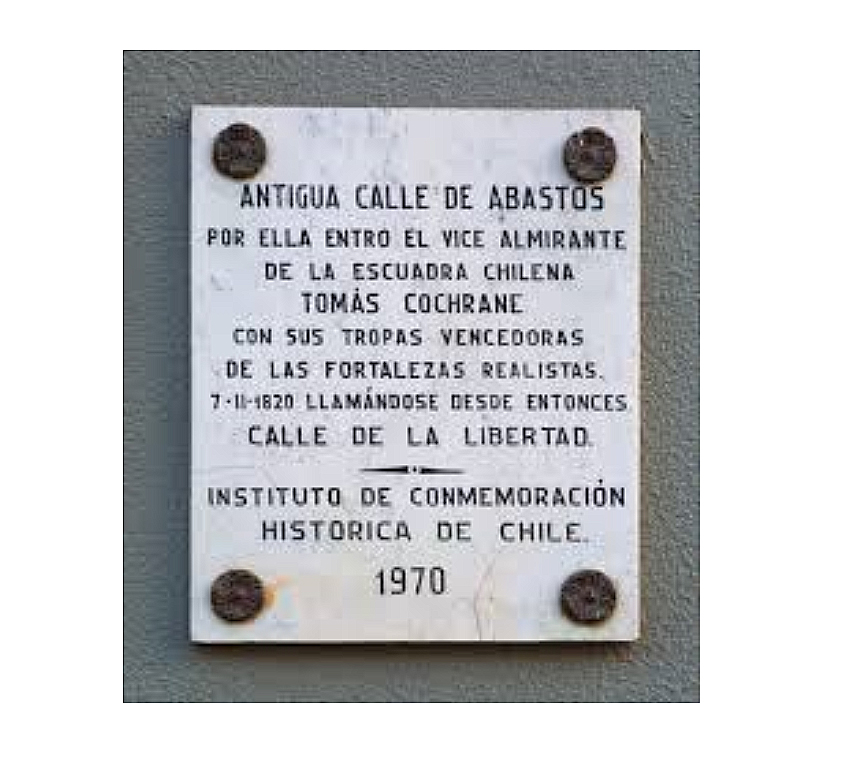 ANTIGUA CALLE DE ABASTOS
POR ELLA ENTRO EL VICE ALMIRANTE
DE LA ESCUADRA CHILENA
TOMÁS COCHRANE
CON SUS TROPAS VENCEDORAS
DE LAS FORTALEZAS REALISTAS.
7-II-1820 LLAMÁNDOSE DESDE ENTONCES
CALLE DE LA LIBERTAD.
INSTITUTO DE CONMEMORACIÓN
HISTORICA DE CHILE.
1970